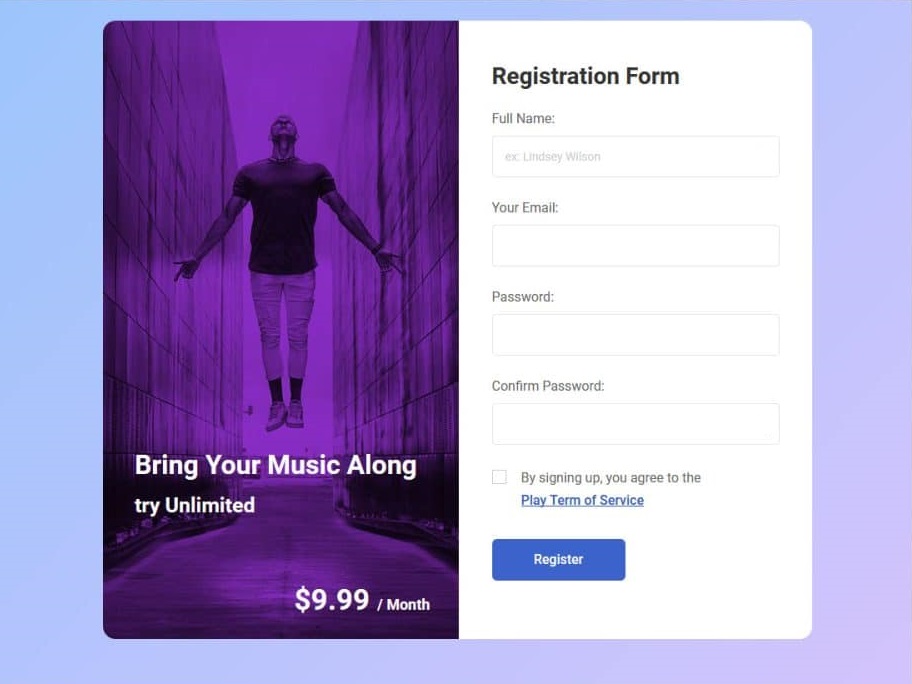 Bring Your Music Along
try Unlimited
$9.99 / Month
Registration Form
Full Name:
ex: Lindsey Wilson
Your Email:
Password:
Confirm Password:
By signing up, you agree to the
Play Term of Service
Register